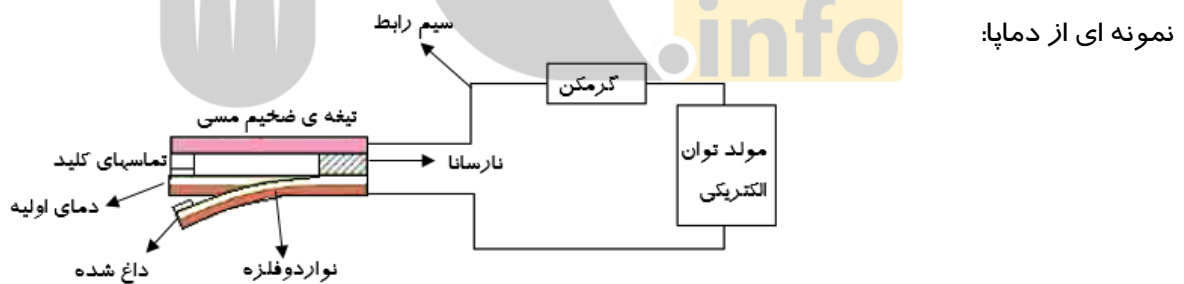 نمونه ای از دماپا:
.info
سیم رابط
گرمکن
تیغه ی ضخیم مسی
مولد توان
الکتریکی
تماسهای کلید
نارسانا
دمای اولیه
داغ شده
نواردوفلزه